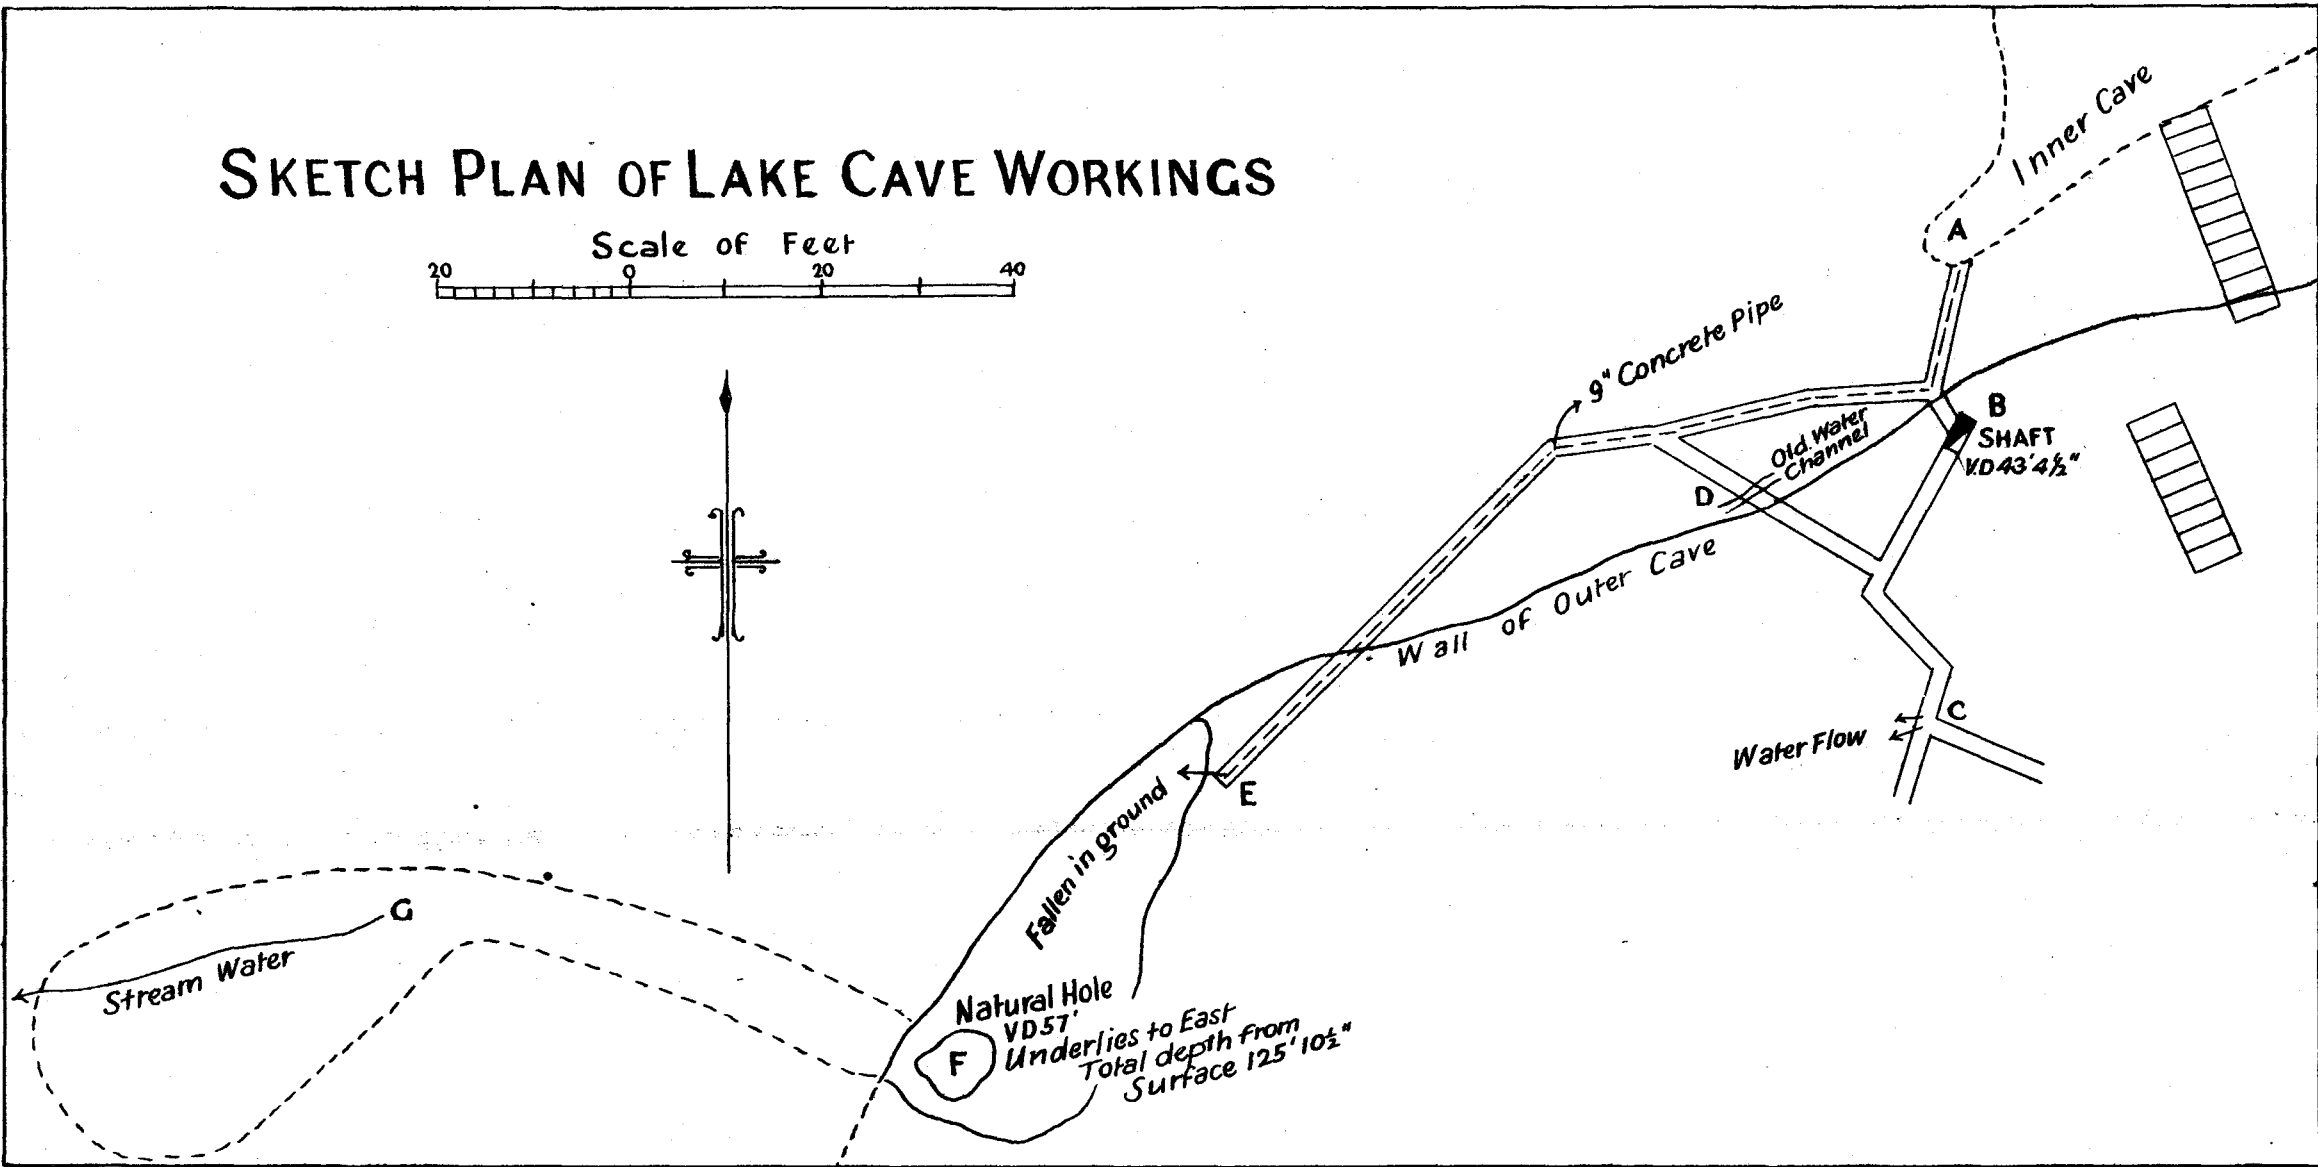 SKETCH PLAN OF LAKE CAVE WORKINGS
Scale of Feet
20 0 20 40
Inner Cave
A
9" Concrete Pipe
B
SHAFT
V.D 43' 4½"
Old Water
Channel
D
Wall of Outer Cave
C
Water Flow
E
Fallen in ground
G
Stream Water
Natural Hole
VD 57'
Underlies to East
Total depth from
Surface 125' 10½"
F